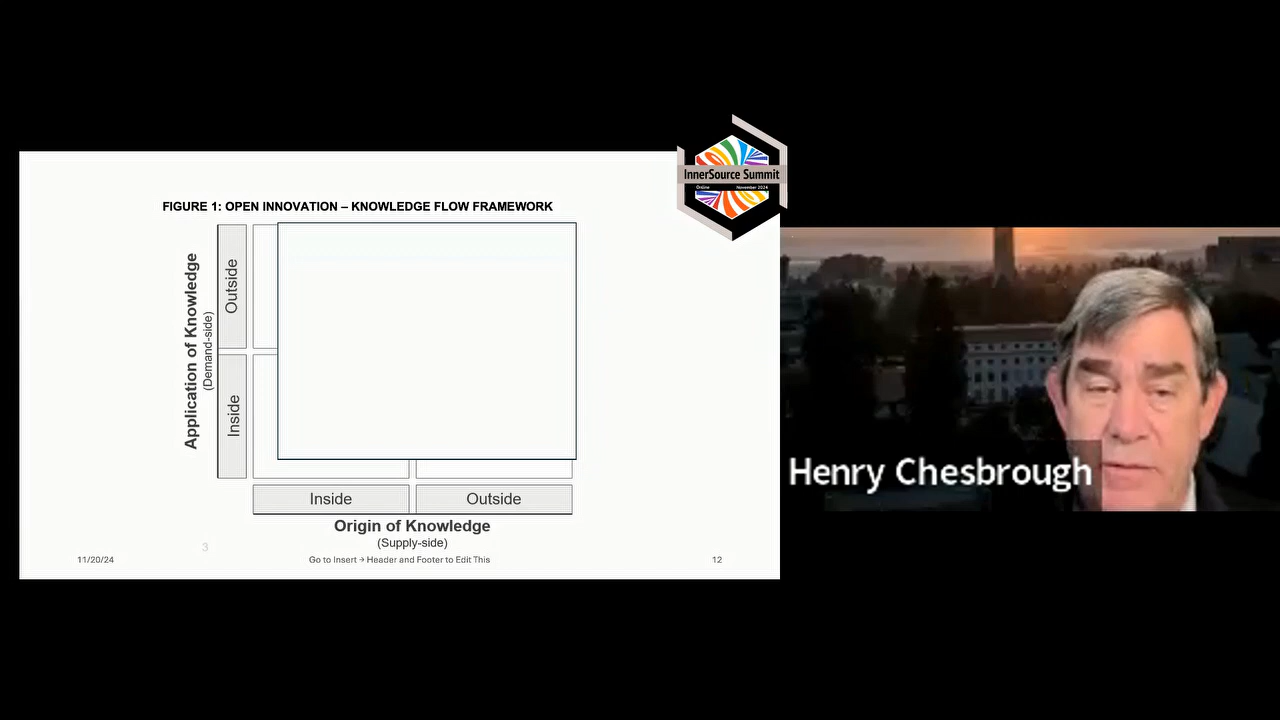 InnerSource Summit
Online
November 2024
FIGURE 1: OPEN INNOVATION – KNOWLEDGE FLOW FRAMEWORK
Application of Knowledge
(Demand-side)
Outside
Inside
Inside
Outside
Origin of Knowledge
(Supply-side)
3
11/20/24
Go to Insert → Header and Footer to Edit This
12
Henry Chesbrough